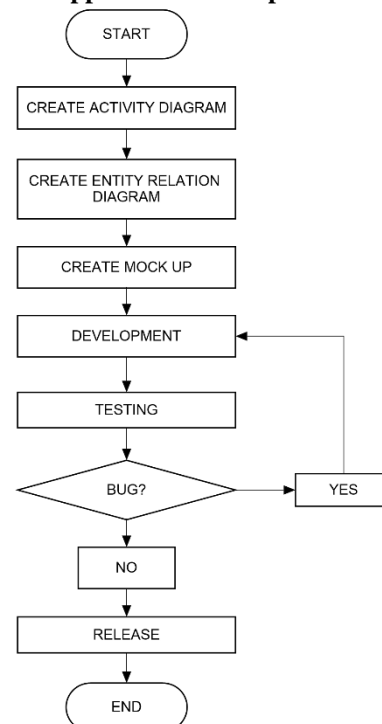 START
CREATE ACTIVITY DIAGRAM
CREATE ENTITY RELATION
DIAGRAM
CREATE MOCK UP
DEVELOPMENT
TESTING
BUG?
YES
NO
RELEASE
END